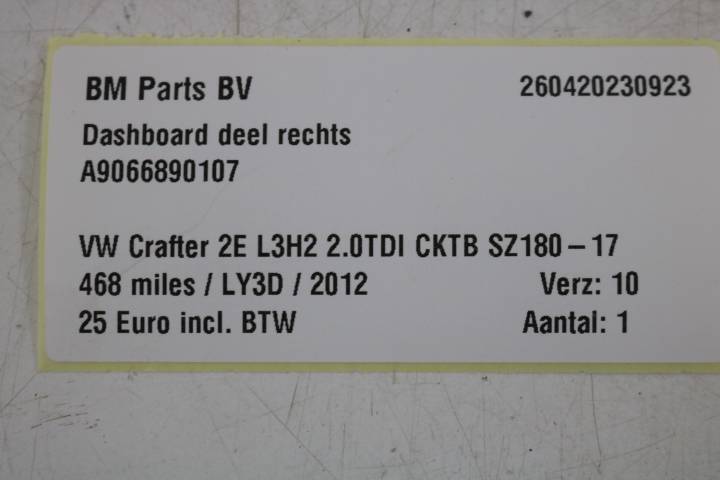 BM Parts BV 260420230923
Dashboard deel rechts
A9066890107
VW Crafter 2E L3H2 2.0TDI CKTB SZ180 – 17
468 miles / LY3D / 2012 Verz: 10
25 Euro incl. BTW Aantal: 1